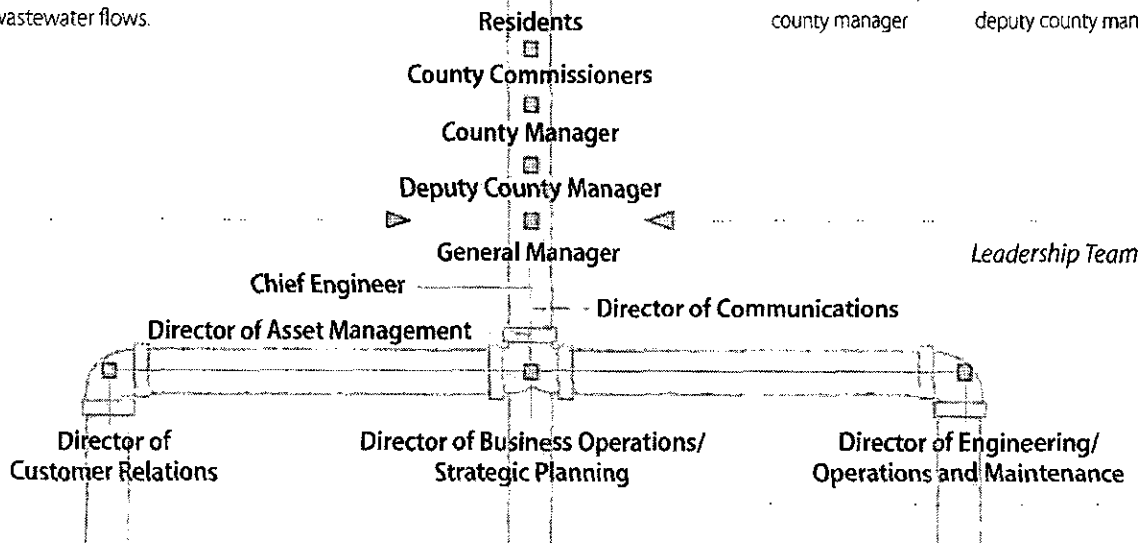 wastewater flows.
county manager
deputy county man
Residents
County Commissioners
County Manager
Deputy County Manager
General Manager
Leadership Team
Chief Engineer
Director of Communications
Director of Asset Management
Director of
Customer Relations
Director of Business Operations/
Strategic Planning
Director of Engineering/
Operations and Maintenance